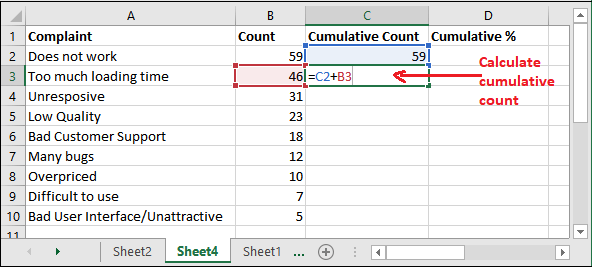 A B C D
1 Complaint Count Cumulative Count Cumulative %
2 Does not work 59 59
3 Too much loading time 46 =C2+B3
4 Unresposive 31
5 Low Quality 23
6 Bad Customer Support 18
7 Many bugs 12
8 Overpriced 10
9 Difficult to use 7
10 Bad User Interface/Unattractive 5
11
Calculate
cumulative
count
Sheet2 Sheet4 Sheet1 ...